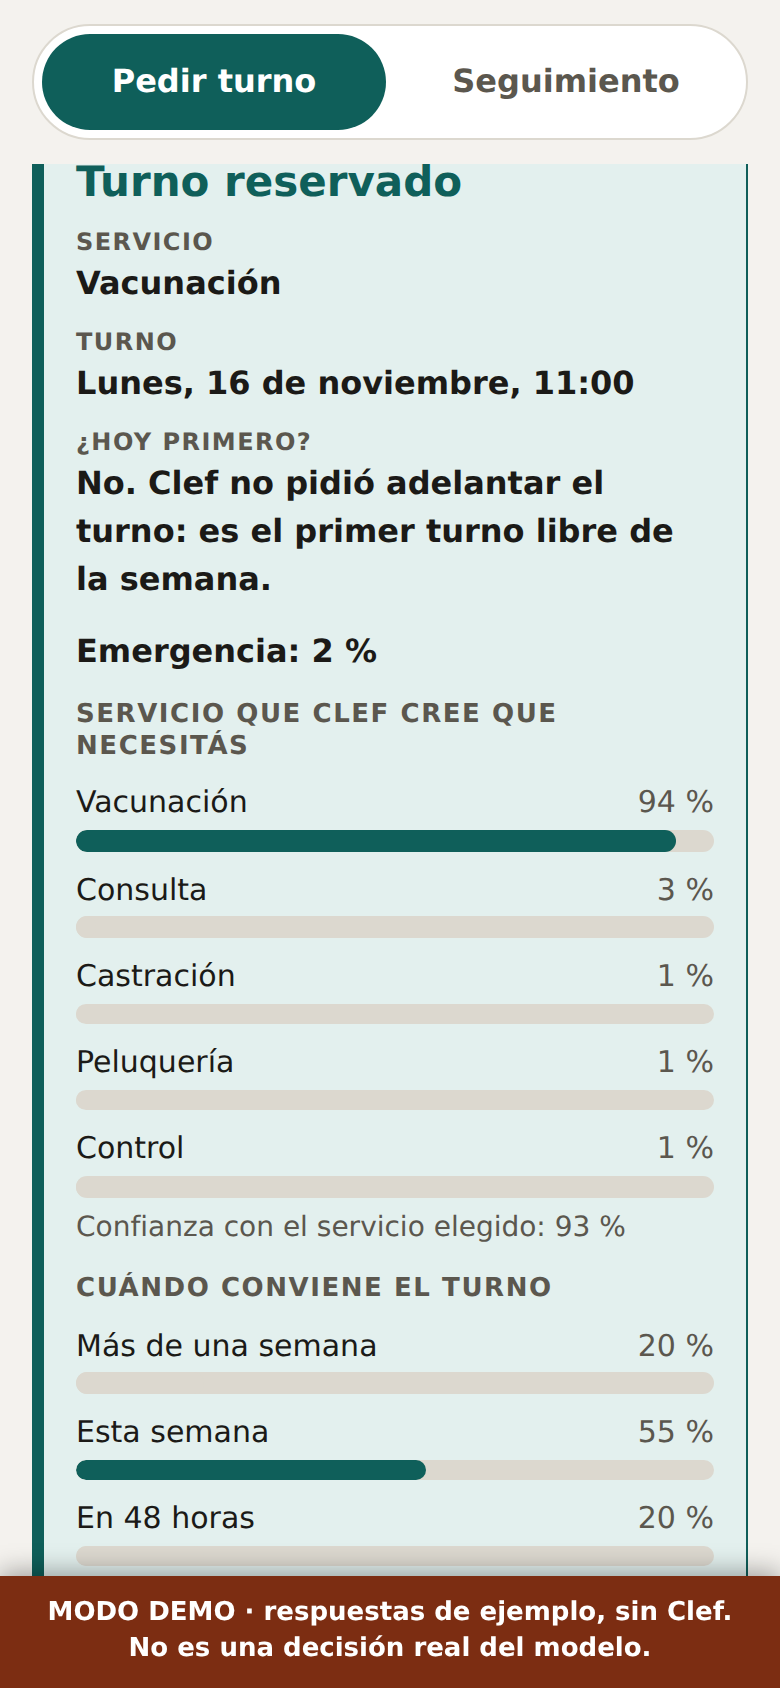 Pedir turno
Seguimiento
Turno reservado
SERVICIO
Vacunación
TURNO
Lunes, 16 de noviembre, 11:00
¿HOY PRIMERO?
No. Clef no pidió adelantar el
turno: es el primer turno libre de
la semana.
Emergencia: 2 %
SERVICIO QUE CLEF CREE QUE
NECESITÁS
Vacunación 94 %
Consulta 3 %
Castración 1 %
Peluquería 1 %
Control 1 %
Confianza con el servicio elegido: 93 %
CUÁNDO CONVIENE EL TURNO
Más de una semana 20 %
Esta semana 55 %
En 48 horas 20 %
MODO DEMO · respuestas de ejemplo, sin Clef.
No es una decisión real del modelo.